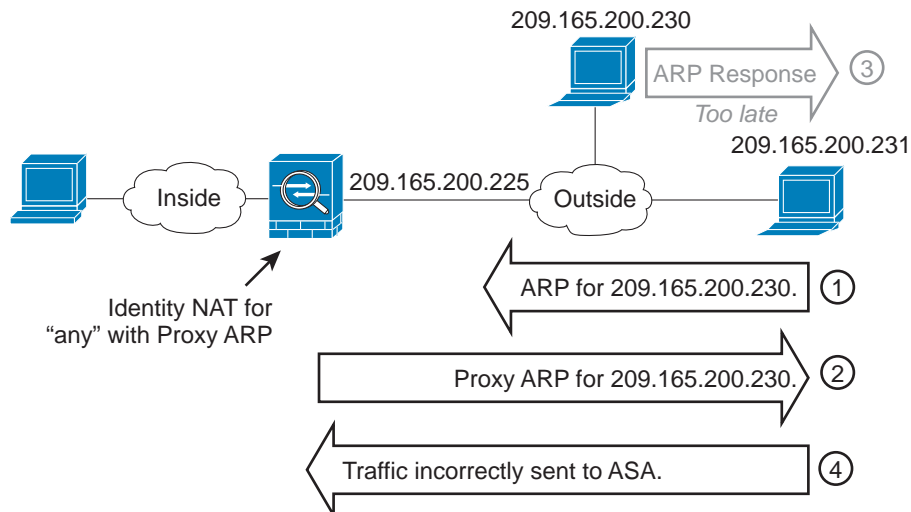 209.165.200.230
ARP Response
3
Too late
209.165.200.231
Inside
209.165.200.225
Outside
Identity NAT for
“any” with Proxy ARP
ARP for 209.165.200.230.
1
Proxy ARP for 209.165.200.230.
2
Traffic incorrectly sent to ASA.
4